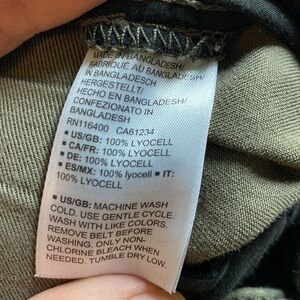 MADE IN BANGLADESH/
FABRIQUÉ AU BANGLADESH/
IN BANGLADESCH
HERGESTELLT/
HECHO EN BANGLADESH/
CONFEZIONATO IN
BANGLADESH
RN116400 CA61234
▪ US/GB: 100% LYOCELL
▪ CA/FR: 100% LYOCELL
▪ DE: 100% LYOCELL
▪ ES/MX: 100% lyocell ▪ IT:
100% LYOCELL
▪ US/GB: MACHINE WASH
COLD. USE GENTLE CYCLE.
WASH WITH LIKE COLORS.
REMOVE BELT BEFORE
WASHING. ONLY NON-
CHLORINE BLEACH WHEN
NEEDED. TUMBLE DRY LOW.